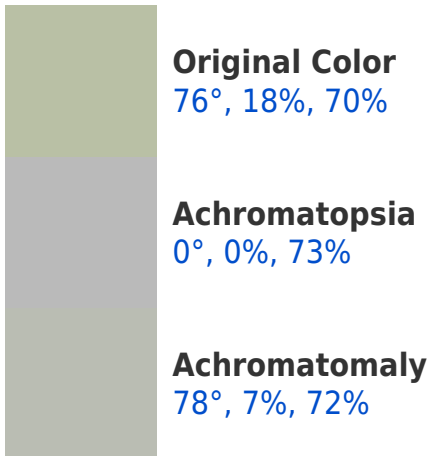 Original Color
76°, 18%, 70%
Achromatopsia
0°, 0%, 73%
Achromatomaly
78°, 7%, 72%